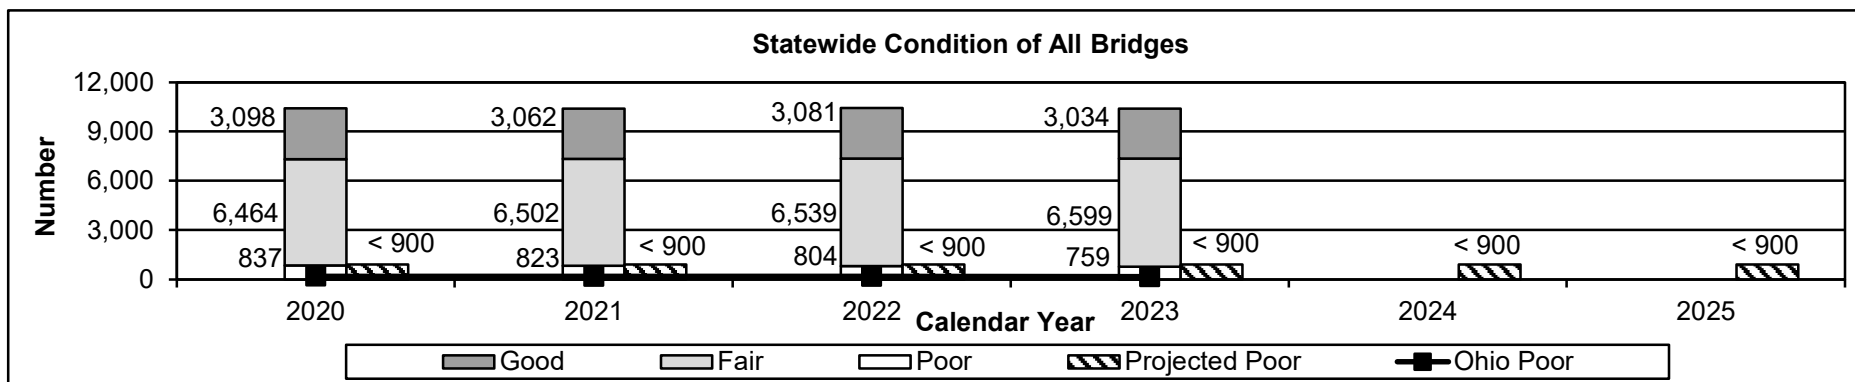 Statewide Condition of All Bridges
Number
12,000
9,000
6,000
3,000
0
3,098 3,062 3,081 3,034
6,464 6,502 6,539 6,599
837 823 804 759
< 900 < 900 < 900 < 900 < 900 < 900
2020 2021 2022 2023 2024 2025
Calendar Year
Good Fair Poor Projected Poor Ohio Poor